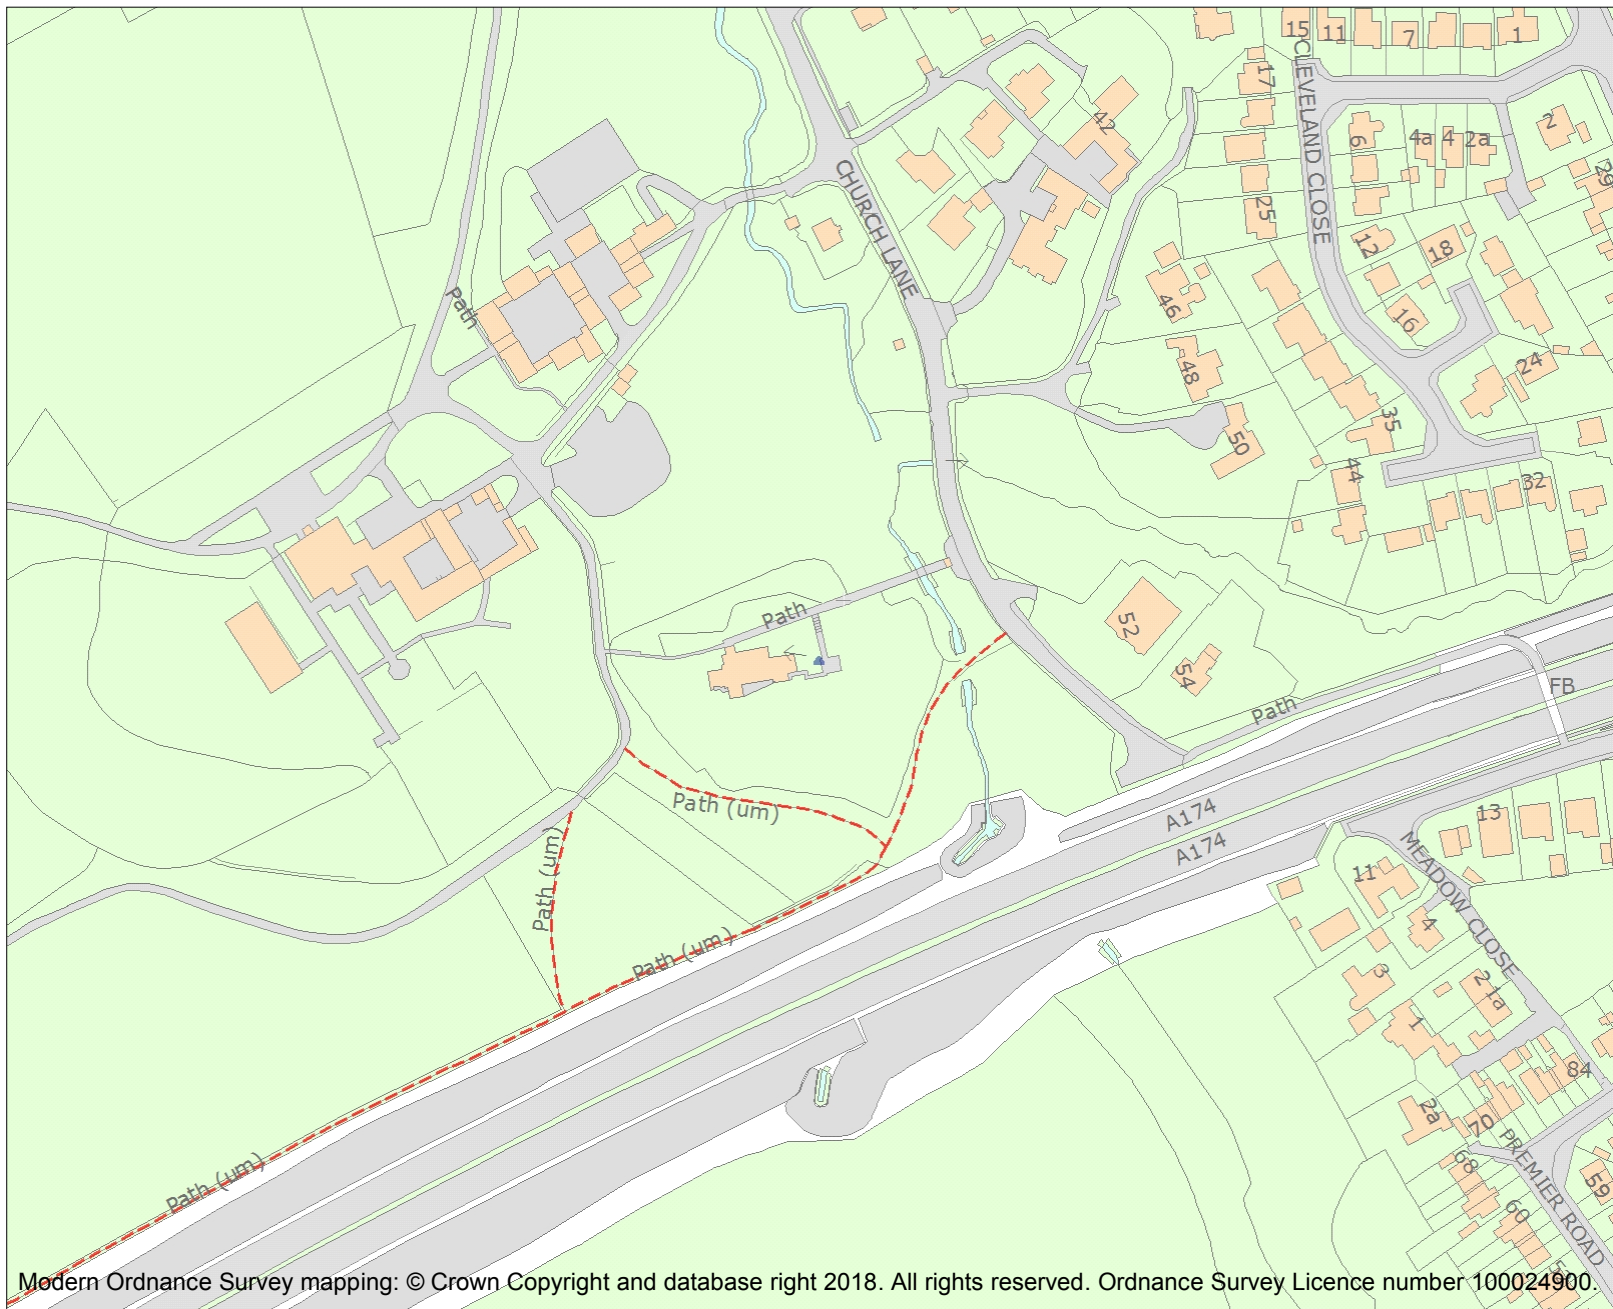 15
11
7
1
17
CLEVELAND CLOSE
42
2
6
4a
4
2a
29
CHURCH LANE
25
12
18
Path
46
16
48
24
35
50
44
32
Path
52
54
FB
Path
Path (um)
A174
A174
13
MEADOW CLOSE
11
Path (um)
4
Path (um)
3
2
1a
1
84
2a
70
PREMIER ROAD
68
Path (um)
59
60
Modern Ordnance Survey mapping: © Crown Copyright and database right 2018. All rights reserved. Ordnance Survey Licence number 100024900.